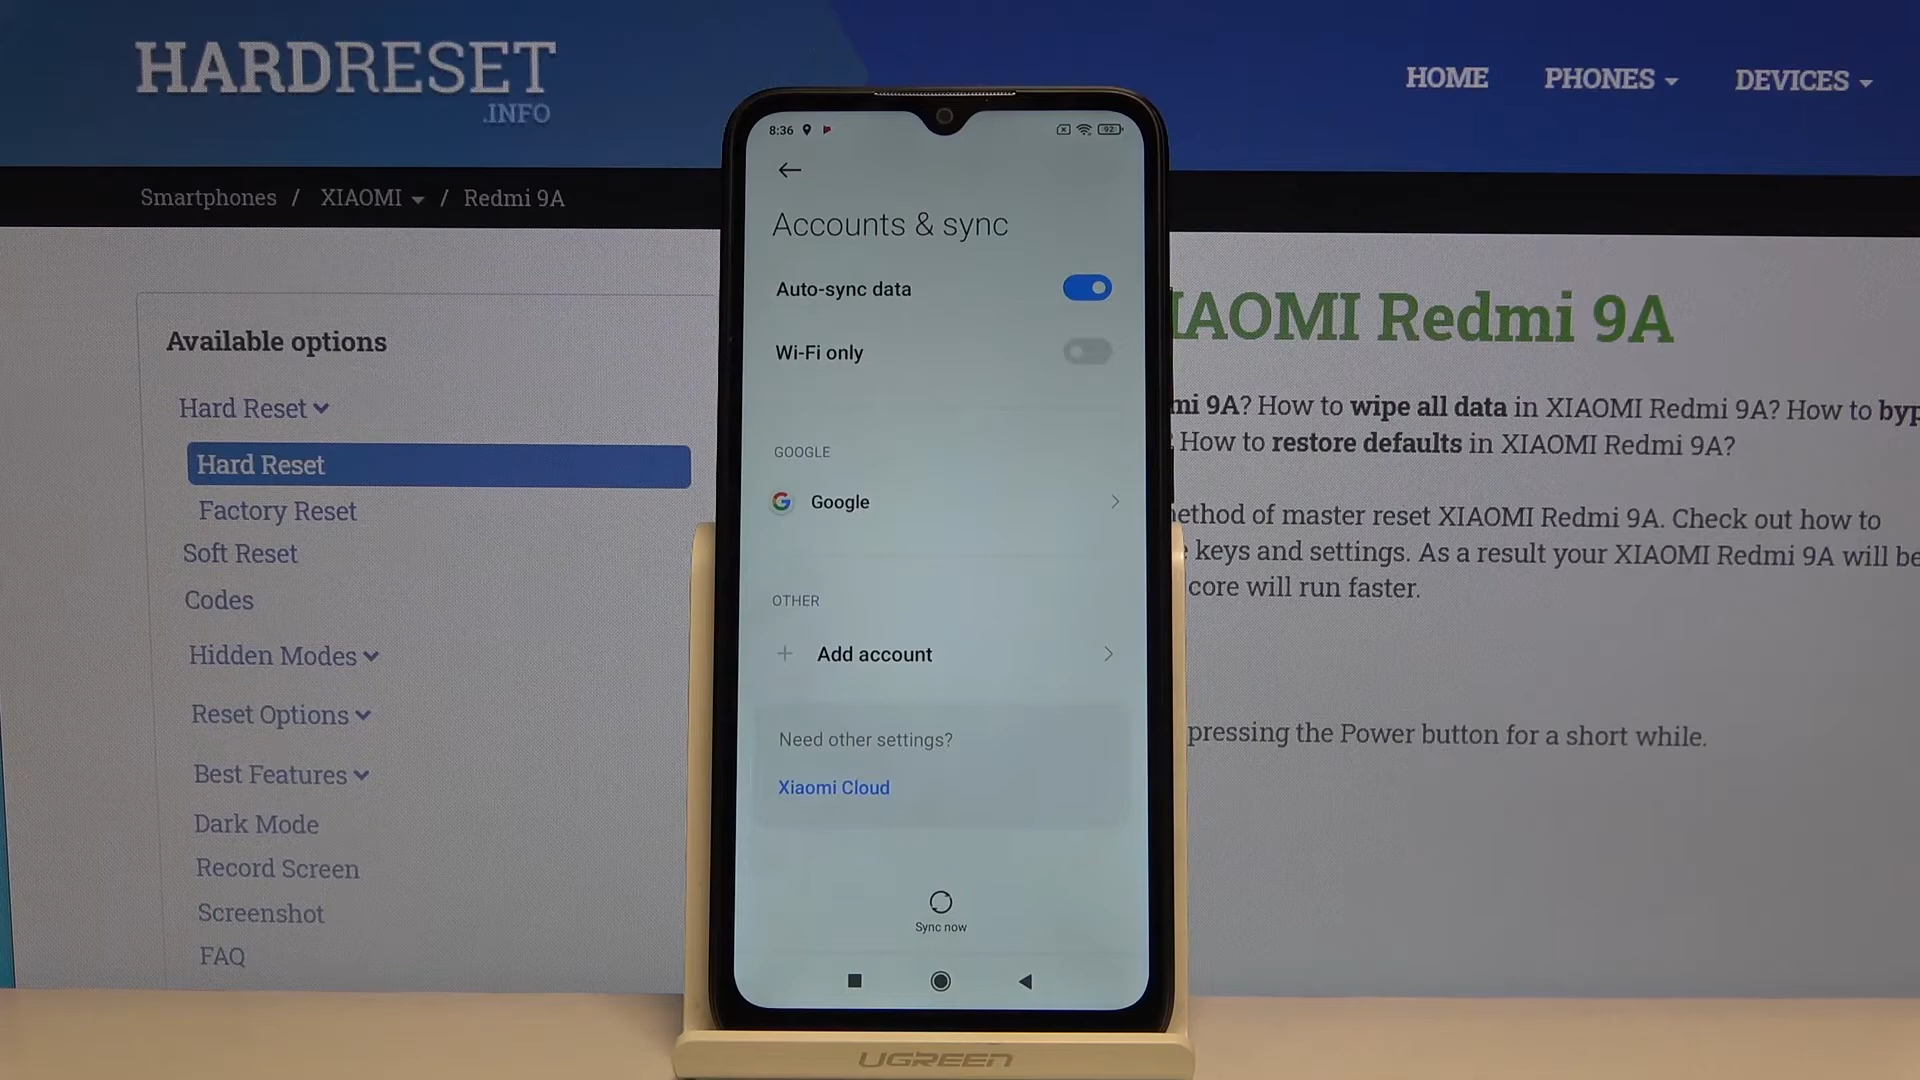 HARDRESET
.INFO
HOME
PHONES
DEVICES
Smartphones / XIAOMI / Redmi 9A
Available options
Hard Reset
Hard Reset
Factory Reset
Soft Reset
Codes
Hidden Modes
Reset Options
Best Features
Dark Mode
Record Screen
Screenshot
FAQ
8:36
92
Accounts & sync
Auto-sync data
Wi-Fi only
GOOGLE
Google
OTHER
Add account
Need other settings?
Xiaomi Cloud
Sync now
UGREEN
IAOMI Redmi 9A
mi 9A? How to wipe all data in XIAOMI Redmi 9A? How to byp
How to restore defaults in XIAOMI Redmi 9A?
ethod of master reset XIAOMI Redmi 9A. Check out how to
keys and settings. As a result your XIAOMI Redmi 9A will be
core will run faster.
pressing the Power button for a short while.